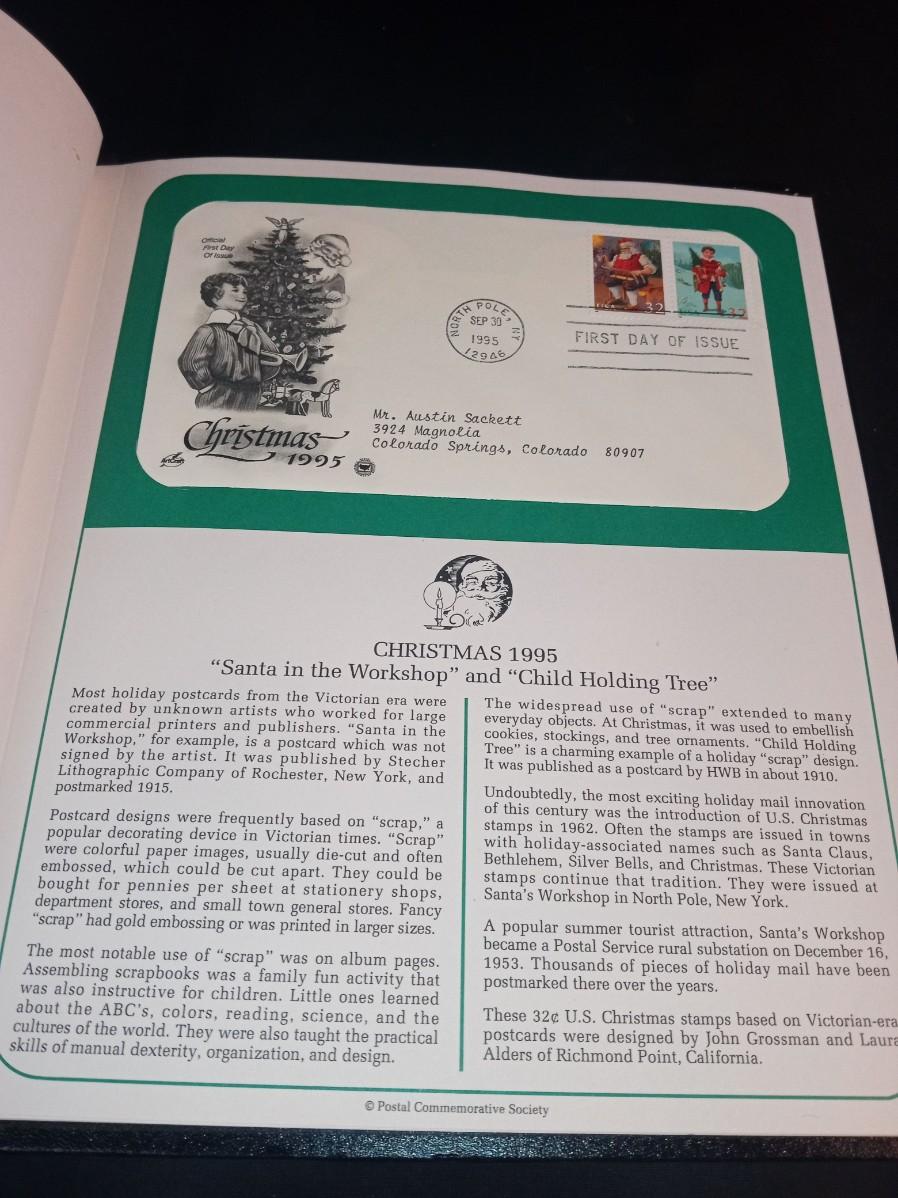 Official
First Day
Of Issue
USA 32
32
NORTH POLE, NY
SEP 30
1995
12946
FIRST DAY OF ISSUE
Mr. Austin Sackett
3924 Magnolia
Colorado Springs, Colorado 80907
Christmas
1995
ArtCraft
CHRISTMAS 1995
“Santa in the Workshop” and “Child Holding Tree”
Most holiday postcards from the Victorian era were
created by unknown artists who worked for large
commercial printers and publishers. “Santa in the
Workshop,” for example, is a postcard which was not
signed by the artist. It was published by Stecher
Lithographic Company of Rochester, New York, and
postmarked 1915.
Postcard designs were frequently based on “scrap,” a
popular decorating device in Victorian times. “Scrap”
were colorful paper images, usually die-cut and often
embossed, which could be cut apart. They could be
bought for pennies per sheet at stationery shops,
department stores, and small town general stores. Fancy
“scrap” had gold embossing or was printed in larger sizes.
The most notable use of “scrap” was on album pages.
Assembling scrapbooks was a family fun activity that
was also instructive for children. Little ones learned
about the ABC’s, colors, reading, science, and the
cultures of the world. They were also taught the practical
skills of manual dexterity, organization, and design.
The widespread use of “scrap” extended to many
everyday objects. At Christmas, it was used to embellish
cookies, stockings, and tree ornaments. “Child Holding
Tree” is a charming example of a holiday “scrap” design.
It was published as a postcard by HWB in about 1910.
Undoubtedly, the most exciting holiday mail innovation
of this century was the introduction of U.S. Christmas
stamps in 1962. Often the stamps are issued in towns
with holiday-associated names such as Santa Claus,
Bethlehem, Silver Bells, and Christmas. These Victorian
stamps continue that tradition. They were issued at
Santa’s Workshop in North Pole, New York.
A popular summer tourist attraction, Santa’s Workshop
became a Postal Service rural substation on December 16,
1953. Thousands of pieces of holiday mail have been
postmarked there over the years.
These 32¢ U.S. Christmas stamps based on Victorian-era
postcards were designed by John Grossman and Laura
Alders of Richmond Point, California.
© Postal Commemorative Society